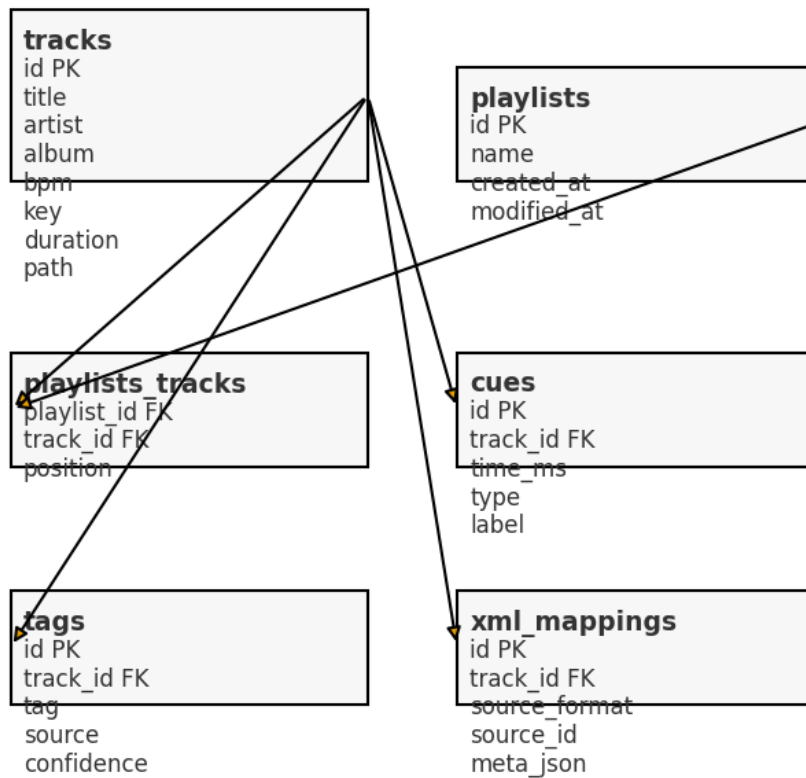 tracks
id PK
title
artist
album
bpm
key
duration
path
playlists
id PK
name
created_at
modified_at
playlists_tracks
playlist_id FK
track_id FK
position
cues
id PK
track_id FK
time_ms
type
label
tags
id PK
track_id FK
tag
source
confidence
xml_mappings
id PK
track_id FK
source_format
source_id
meta_json